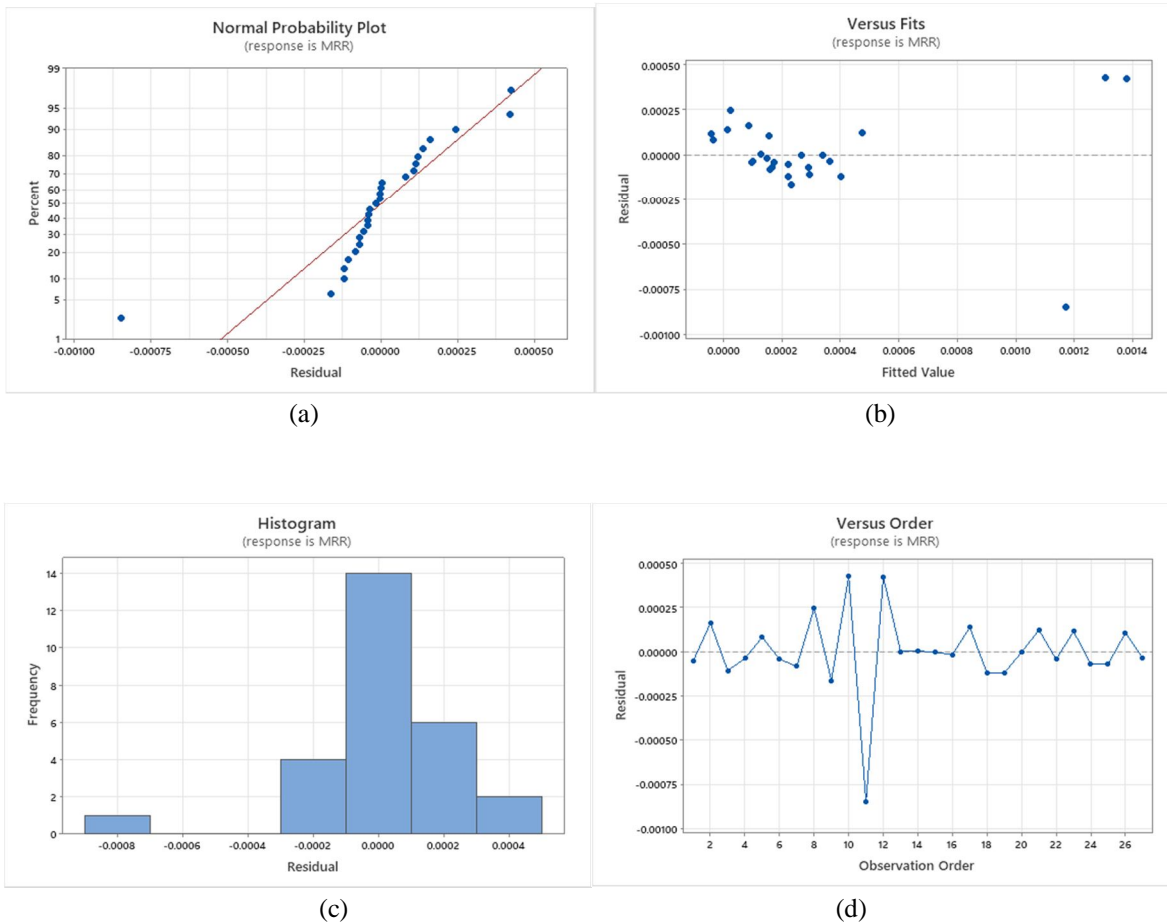 Normal Probability Plot
(response is MRR)
99
95
90
80
70
60
50
40
30
20
10
5
1
Percent
-0.00100 -0.00075 -0.00050 -0.00025 0.00000 0.00025 0.00050
Residual
(a)
Versus Fits
(response is MRR)
0.00050
0.00025
0.00000
-0.00025
-0.00050
-0.00075
-0.00100
Residual
0.0000 0.0002 0.0004 0.0006 0.0008 0.0010 0.0012 0.0014
Fitted Value
(b)
Histogram
(response is MRR)
14
12
10
8
6
4
2
0
Frequency
-0.0008 -0.0006 -0.0004 -0.0002 0.0000 0.0002 0.0004
Residual
(c)
Versus Order
(response is MRR)
0.00050
0.00025
0.00000
-0.00025
-0.00050
-0.00075
-0.00100
Residual
2 4 6 8 10 12 14 16 18 20 22 24 26
Observation Order
(d)